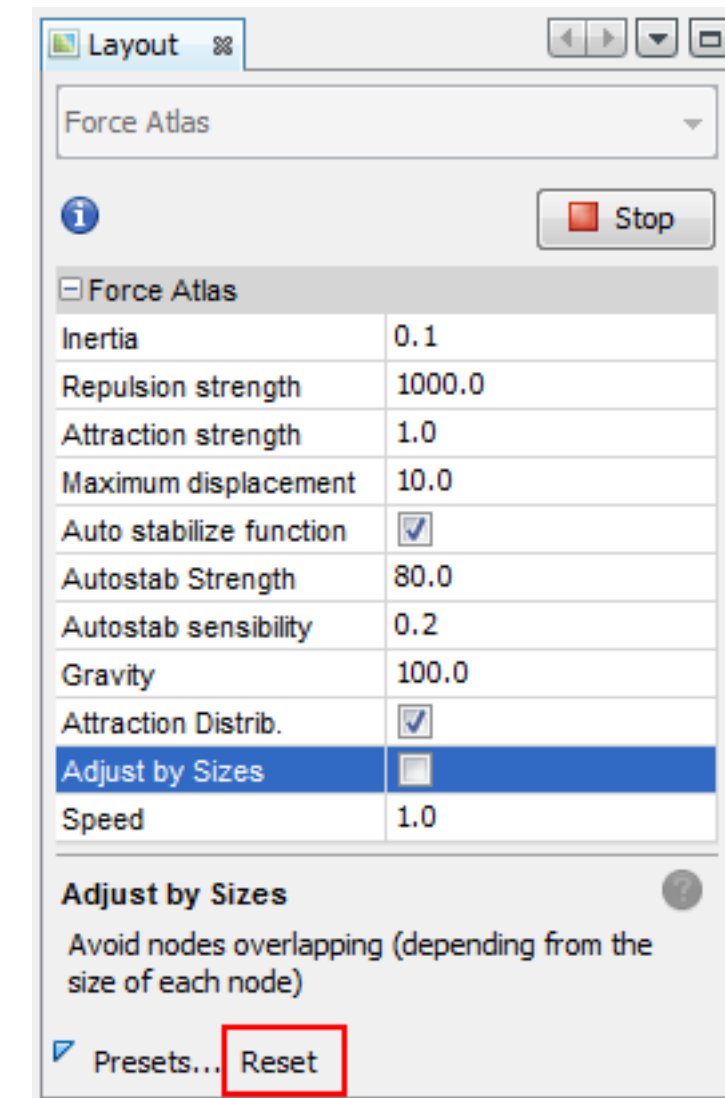 Layout
Force Atlas
Stop
Force Atlas
Inertia 0.1
Repulsion strength 1000.0
Attraction strength 1.0
Maximum displacement 10.0
Auto stabilize function
Autostab Strength 80.0
Autostab sensibility 0.2
Gravity 100.0
Attraction Distrib.
Adjust by Sizes
Speed 1.0
Adjust by Sizes
Avoid nodes overlapping (depending from the
size of each node)
Presets... Reset